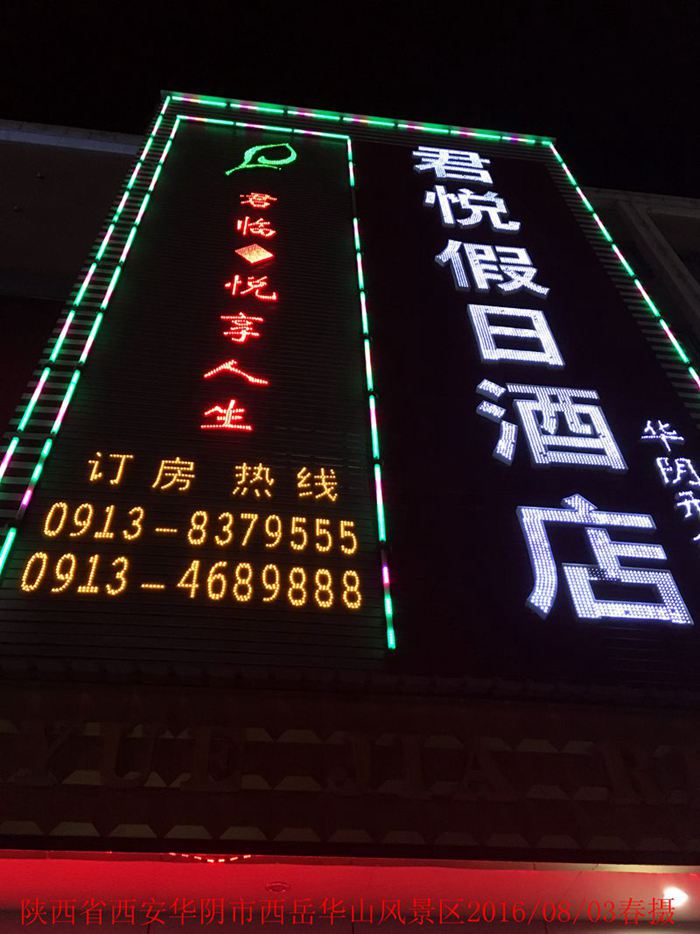 君悦假日酒店
华阴
君临◆悦享人生
订房 热线
0913-8379555
0913-4689888
YUE JIA R
陕西省西安华阴市西岳华山风景区2016/08/03春摄